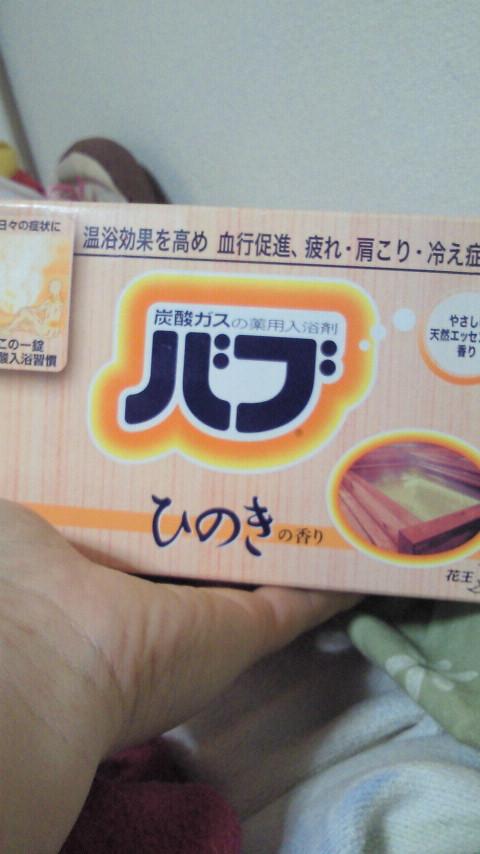 日々の症状に
温浴効果を高め 血行促進、疲れ・肩こり・冷え症
この一錠
酸入浴習慣
炭酸ガスの薬用入浴剤
バブ
やさし
天然エッセ
香り
ひのきの香り
花王